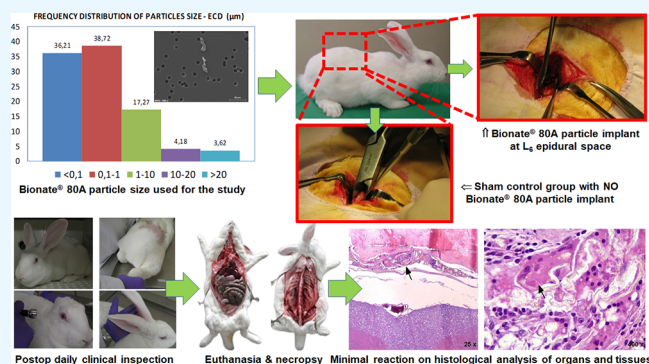 FREQUENCY DISTRIBUTION OF PARTICLES SIZE - ECD (µm)
45
40
35
30
25
20
15
10
5
0
36,21
38,72
17,27
4,18
3,62
<0,1
0,1-1
1-10
10-20
>20
Bionate® 80A particle size used for the study
⇑ Bionate® 80A particle implant
at L6 epidural space
⇐ Sham control group with NO
Bionate® 80A particle implant
Postop daily clinical inspection
Euthanasia & necropsy
25 x
400 x
Minimal reaction on histological analysis of organs and tissues